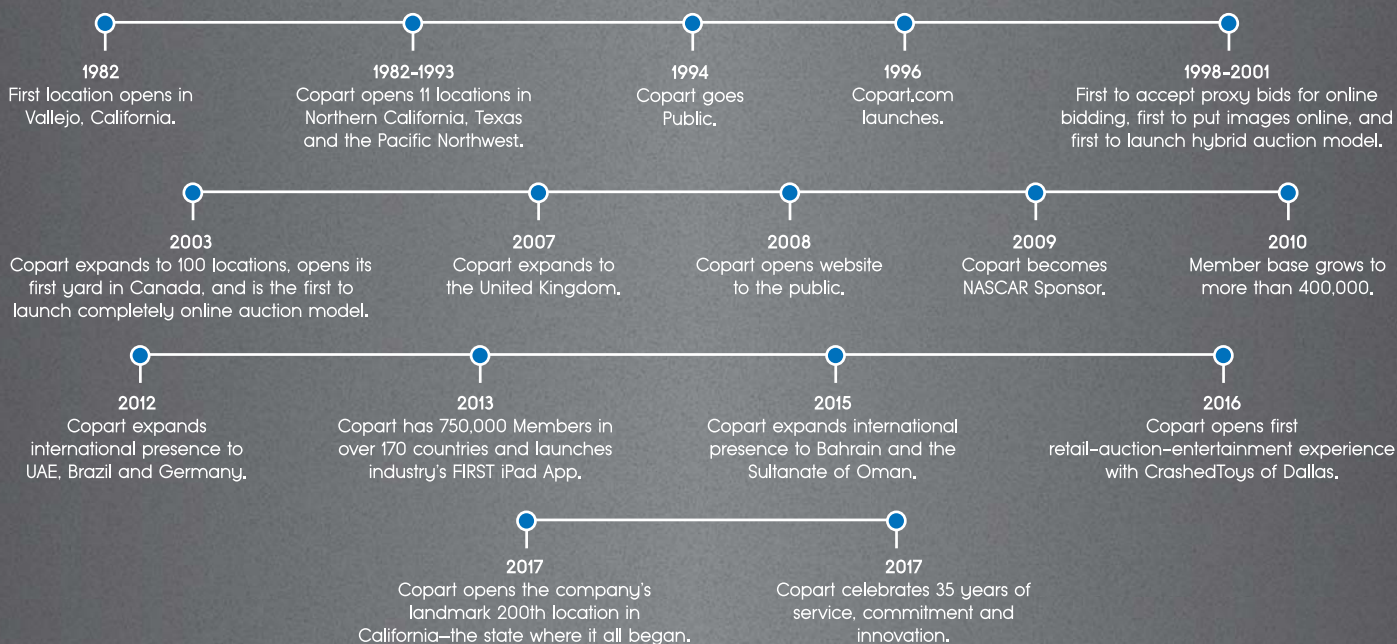 1982
First location opens in
Vallejo, California.
1982-1993
Copart opens 11 locations in
Northern California, Texas
and the Pacific Northwest.
1994
Copart goes
Public.
1996
Copart.com
launches.
1998-2001
First to accept proxy bids for online
bidding, first to put images online, and
first to launch hybrid auction model.
2003
Copart expands to 100 locations, opens its
first yard in Canada, and is the first to
launch completely online auction model.
2007
Copart expands to
the United Kingdom.
2008
Copart opens website
to the public.
2009
Copart becomes
NASCAR Sponsor.
2010
Member base grows to
more than 400,000.
2012
Copart expands
international presence to
UAE, Brazil and Germany.
2013
Copart has 750,000 Members in
over 170 countries and launches
industry's FIRST iPad App.
2015
Copart expands international
presence to Bahrain and the
Sultanate of Oman.
2016
Copart opens first
retail-auction-entertainment experience
with CrashedToys of Dallas.
2017
Copart opens the company's
landmark 200th location in
California—the state where it all began.
2017
Copart celebrates 35 years of
service, commitment and
innovation.